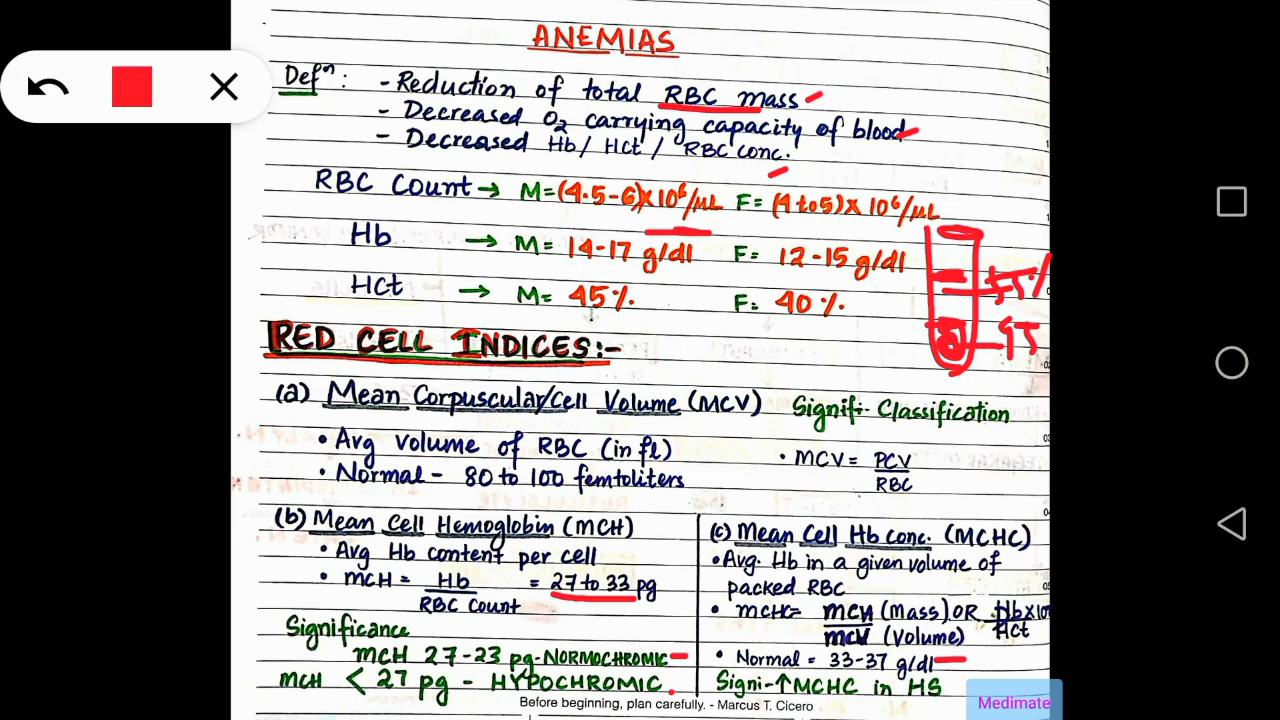 ANEMIAS
Defⁿ: - Reduction of total RBC mass
- Decreased O₂ carrying capacity of blood
- Decreased Hb / Hct / RBC conc.
RBC Count → M=(4.5-6)×10⁶/μL F= (4 to 5)×10⁶/μL
Hb → M= 14-17 g/dl F= 12-15 g/dl
Hct → M= 45% F= 40%
55%
45
RED CELL INDICES:-
(a) Mean Corpuscular/Cell Volume (MCV) Signif:- Classification
• Avg volume of RBC (in fl)
• Normal - 80 to 100 femtoliters
• MCV = PCV
RBC
(b) Mean Cell Hemoglobin (MCH)
• Avg Hb content per cell
• MCH = Hb = 27 to 33 pg
RBC Count
Significance
MCH 27-23 pg-NORMOCHROMIC
MCH < 27 pg - HYPOCHROMIC
(c) Mean Cell Hb conc. (MCHC)
• Avg. Hb in a given volume of
packed RBC
• MCHC= MCH (Mass) OR Hb×100
MCV (Volume) Hct
• Normal = 33-37 g/dl
Signi-↑MCHC in HS
Before beginning, plan carefully. - Marcus T. Cicero
Medimate